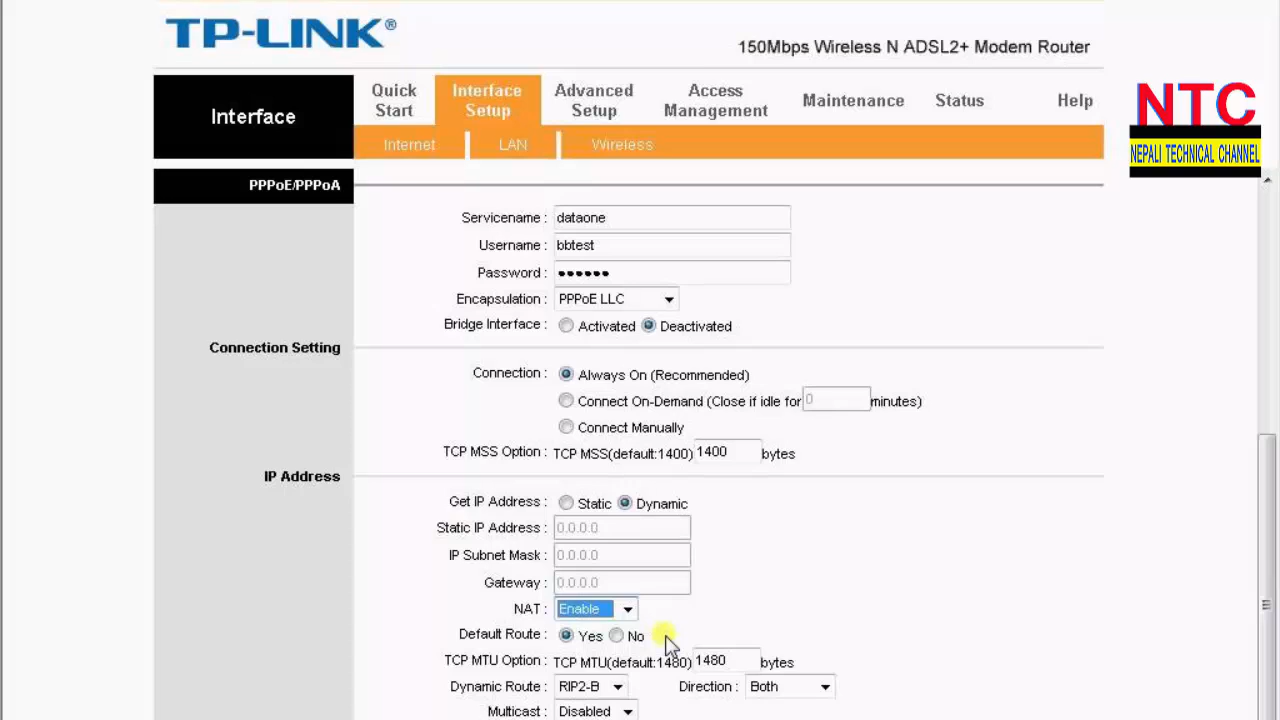 TP-LINK®
150Mbps Wireless N ADSL2+ Modem Router
Interface
Quick Start
Interface Setup
Advanced Setup
Access Management
Maintenance
Status
Help
Internet
LAN
Wireless
NTC
NEPALI TECHNICAL CHANNEL
PPPoE/PPPoA
Servicename : dataone
Username : bbtest
Password : ●●●●●●
Encapsulation : PPPoE LLC
Bridge Interface : Activated Deactivated
Connection Setting
Connection : Always On (Recommended)
Connect On-Demand (Close if idle for 0 minutes)
Connect Manually
TCP MSS Option : TCP MSS(default:1400) 1400 bytes
IP Address
Get IP Address : Static Dynamic
Static IP Address : 0.0.0.0
IP Subnet Mask : 0.0.0.0
Gateway : 0.0.0.0
NAT : Enable
Default Route : Yes No
TCP MTU Option : TCP MTU(default:1480) 1480 bytes
Dynamic Route : RIP2-B Direction : Both
Multicast : Disabled